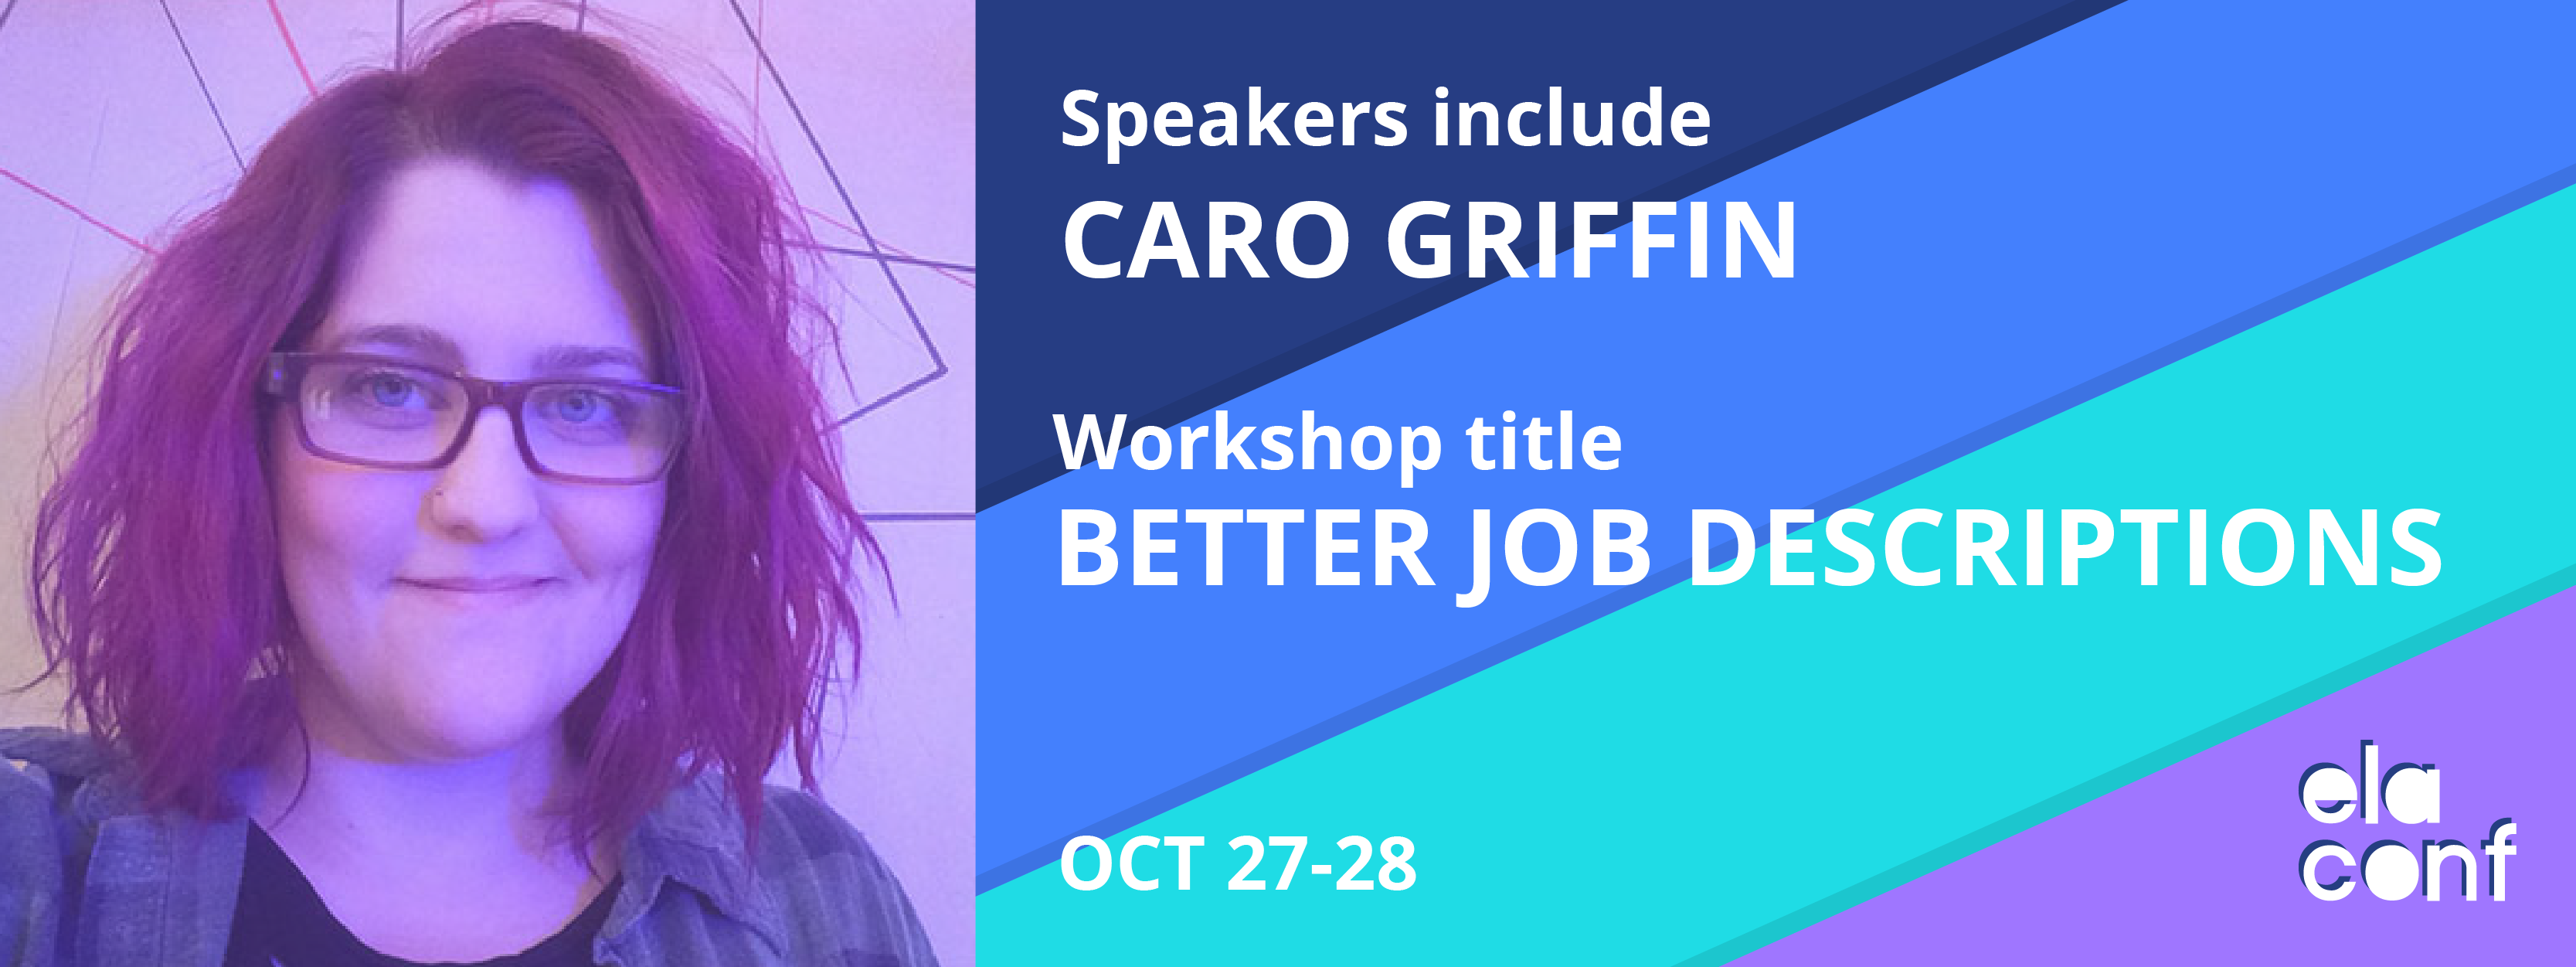 Speakers include
CARO GRIFFIN
Workshop title
BETTER JOB DESCRIPTIONS
OCT 27-28
ela
conf